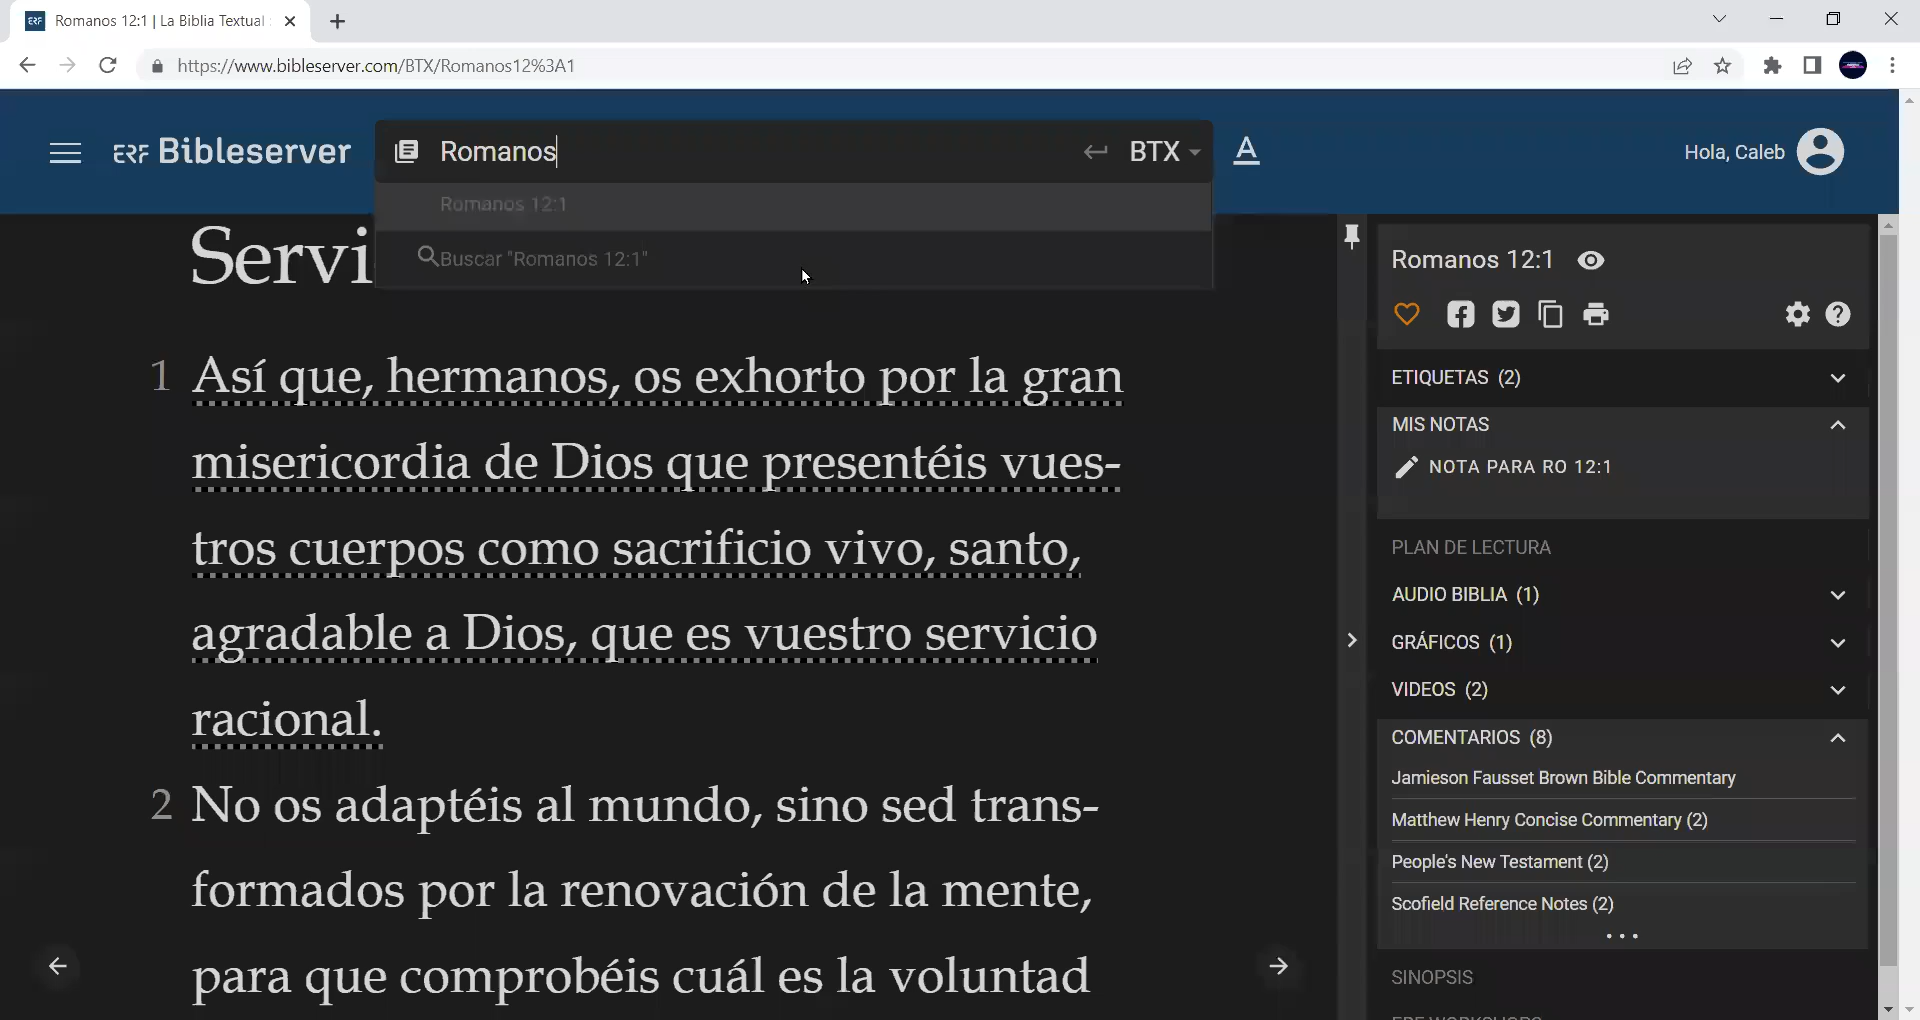 ERF Romanos 12:1 | La Biblia Textual
https://www.bibleserver.com/BTX/Romanos12%3A1
ERF Bibleserver
Romanos
BTX
A
Hola, Caleb
Romanos 12:1
Buscar "Romanos 12:1"
Servi
1 Así que, hermanos, os exhorto por la gran
misericordia de Dios que presentéis vues-
tros cuerpos como sacrificio vivo, santo,
agradable a Dios, que es vuestro servicio
racional.
2 No os adaptéis al mundo, sino sed trans-
formados por la renovación de la mente,
para que comprobéis cuál es la voluntad
Romanos 12:1
ETIQUETAS (2)
MIS NOTAS
NOTA PARA RO 12:1
PLAN DE LECTURA
AUDIO BIBLIA (1)
GRÁFICOS (1)
VIDEOS (2)
COMENTARIOS (8)
Jamieson Fausset Brown Bible Commentary
Matthew Henry Concise Commentary (2)
People's New Testament (2)
Scofield Reference Notes (2)
...
SINOPSIS